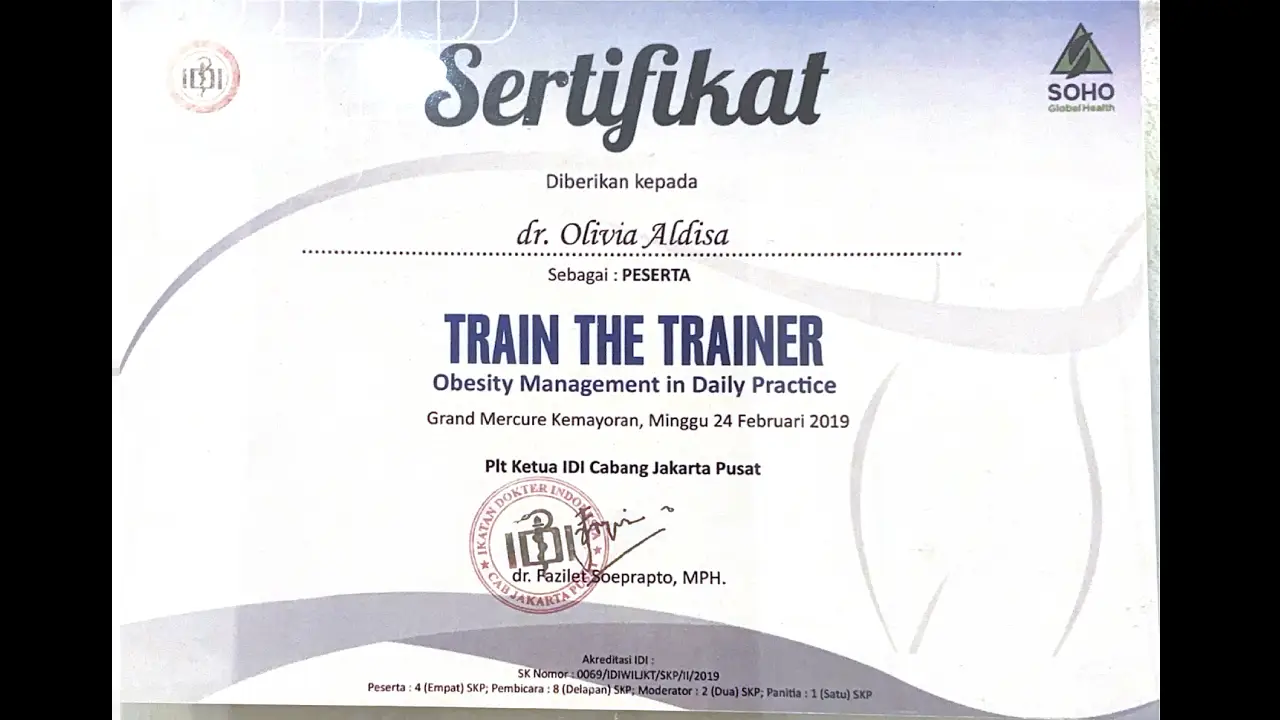 IDI
Sertifikat
SOHO
Global Health
Diberikan kepada
dr. Olivia Aldisa
Sebagai : PESERTA
TRAIN THE TRAINER
Obesity Management in Daily Practice
Grand Mercure Kemayoran, Minggu 24 Februari 2019
Plt Ketua IDI Cabang Jakarta Pusat
IKATAN DOKTER INDONESIA
IDI
CAB JAKARTA PUSAT
dr. Fazilet Soeprapto, MPH.
Akreditasi IDI :
SK Nomor : 0069/IDIWILJKT/SKP/II/2019
Peserta : 4 (Empat) SKP; Pembicara : 8 (Delapan) SKP; Moderator : 2 (Dua) SKP; Panitia : 1 (Satu) SKP